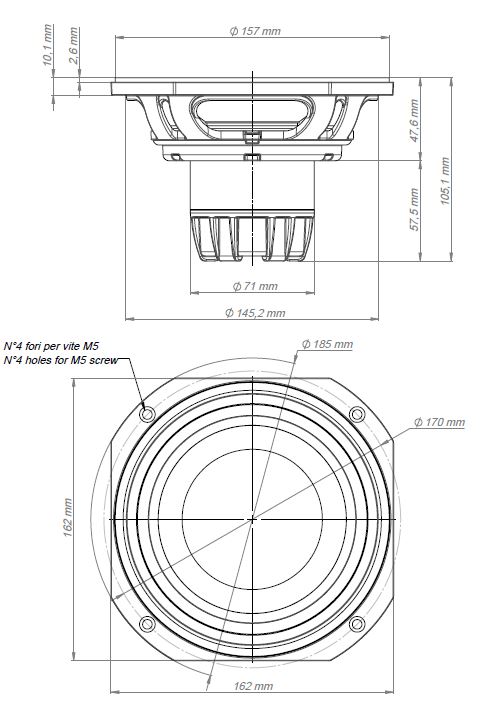 Ø 157 mm
10,1 mm
2,6 mm
47,6 mm
105,1 mm
57,5 mm
Ø 71 mm
Ø 145,2 mm
N°4 fori per vite M5
N°4 holes for M5 screw
Ø 185 mm
Ø 170 mm
162 mm
162 mm